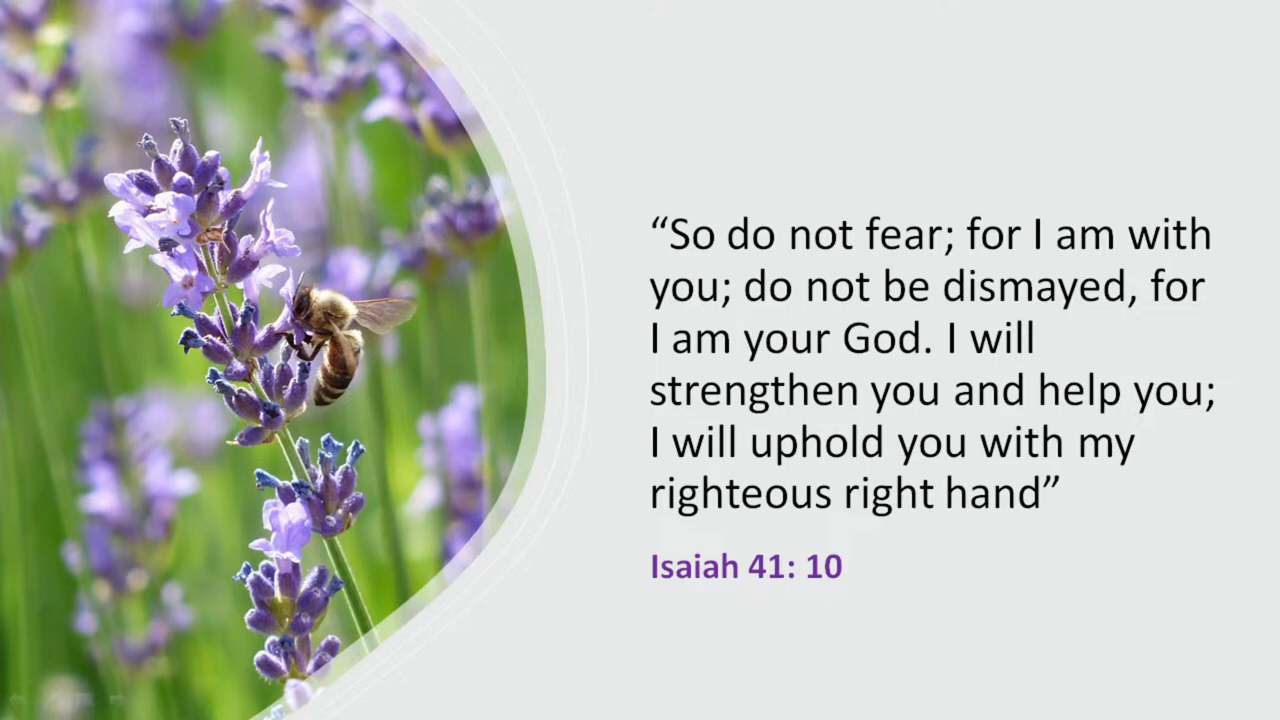 “So do not fear; for I am with
you; do not be dismayed, for
I am your God. I will
strengthen you and help you;
I will uphold you with my
righteous right hand”
Isaiah 41: 10